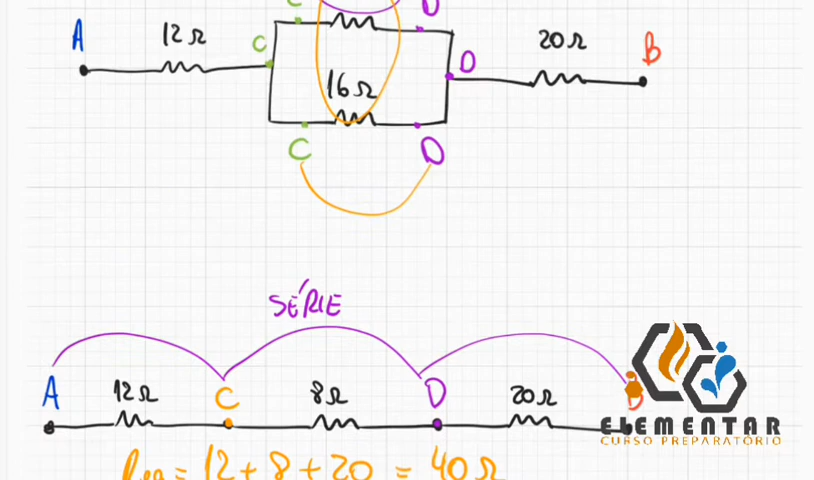 C D
A 12Ω C D 20Ω B
16Ω
C D
SÉRIE
A 12Ω C 8Ω D 20Ω
ELEMENTAR
CURSO PREPARATÓRIO
Req = 12 + 8 + 20 = 40Ω